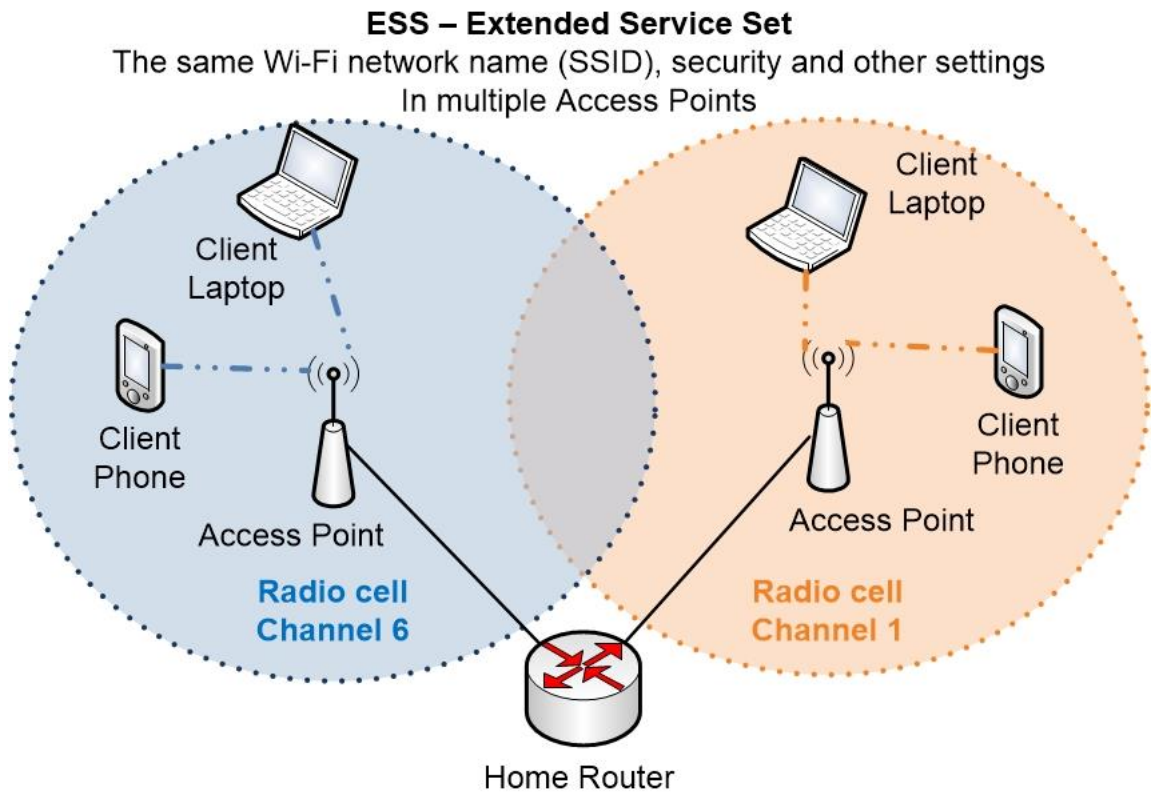 ESS – Extended Service Set
The same Wi-Fi network name (SSID), security and other settings
In multiple Access Points
Client
Laptop
Client
Phone
Access Point
Radio cell
Channel 6
Client
Laptop
Client
Phone
Access Point
Radio cell
Channel 1
Home Router